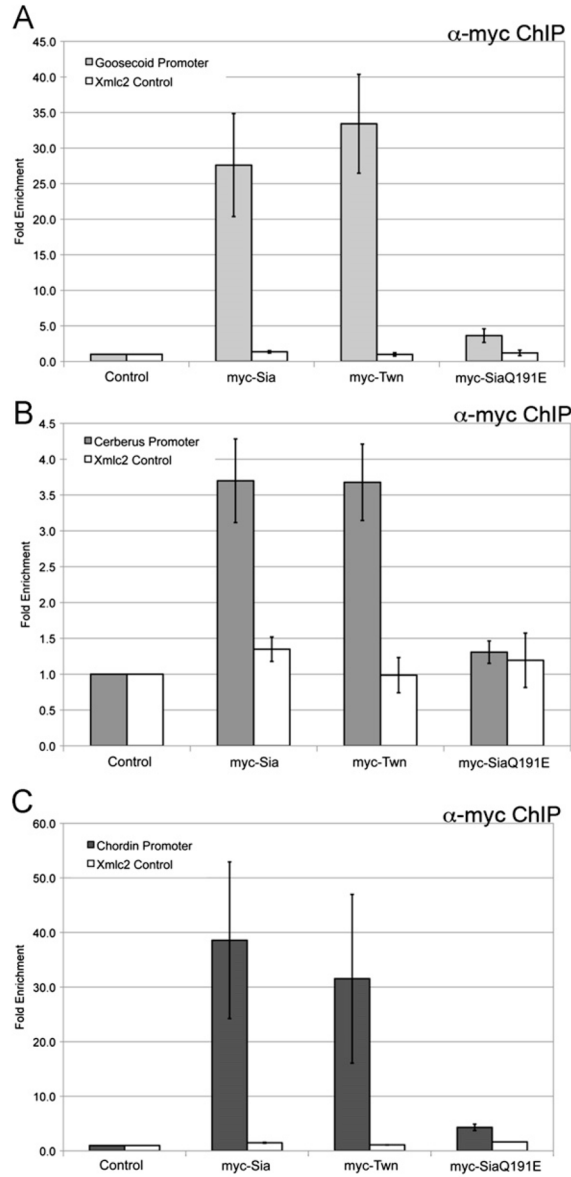 A
α-myc ChIP
Goosecoid Promoter
Xmlc2 Control
Fold Enrichment
45.0
40.0
35.0
30.0
25.0
20.0
15.0
10.0
5.0
0.0
Control myc-Sia myc-Twn myc-SiaQ191E
B
α-myc ChIP
Cerberus Promoter
Xmlc2 Control
Fold Enrichment
4.5
4.0
3.5
3.0
2.5
2.0
1.5
1.0
0.5
0.0
Control myc-Sia myc-Twn myc-SiaQ191E
C
α-myc ChIP
Chordin Promoter
Xmlc2 Control
Fold Enrichment
60.0
50.0
40.0
30.0
20.0
10.0
0.0
Control myc-Sia myc-Twn myc-SiaQ191E